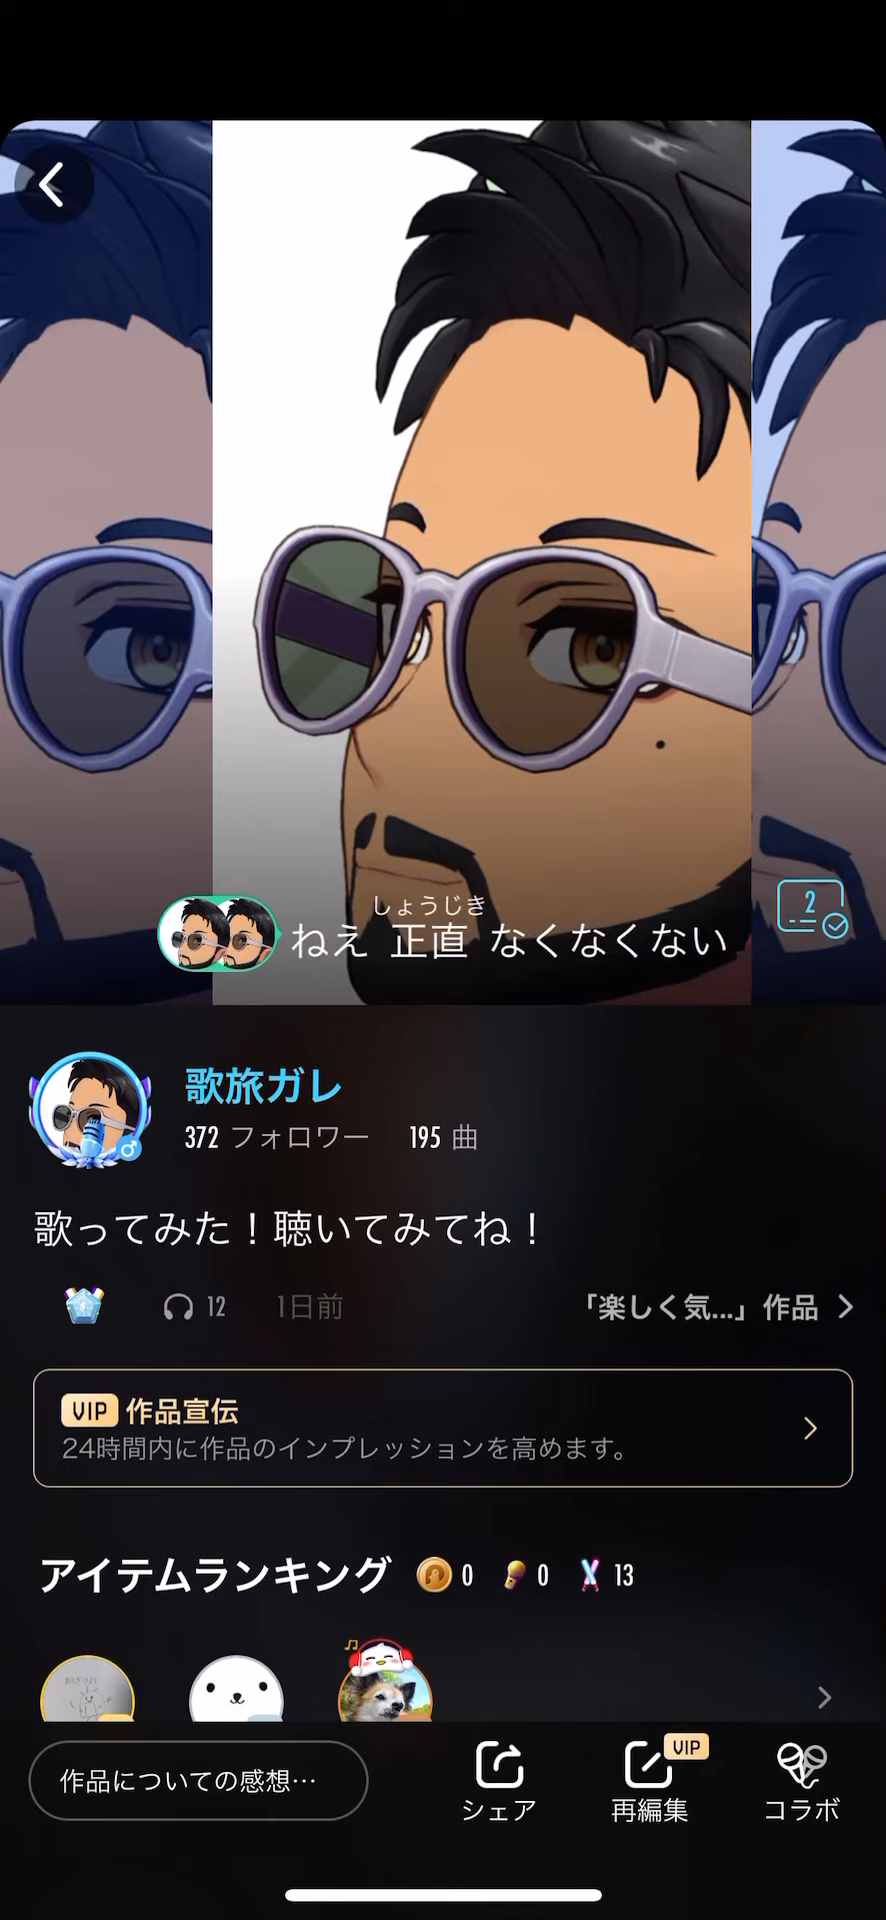 しょうじき
ねえ 正直 なくなくない
2
歌旅ガレ
372 フォロワー 195 曲
歌ってみた！聴いてみてね！
12 1日前 「楽しく気...」作品
VIP 作品宣伝
24時間内に作品のインプレッションを高めます。
アイテムランキング 0 0 13
作品についての感想…
シェア
VIP
再編集
コラボ